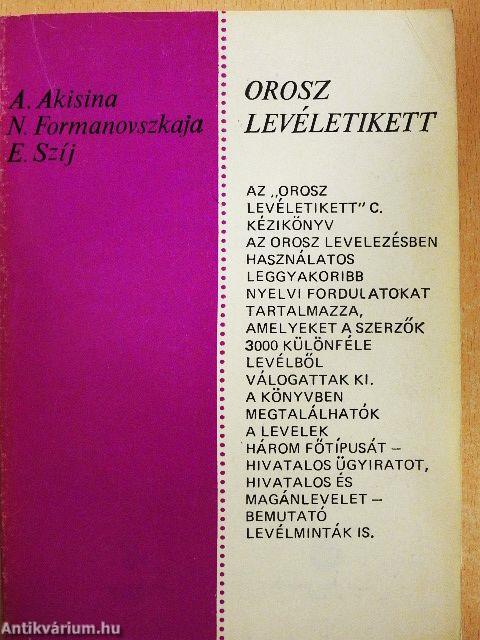 A. Akisina
N. Formanovszkaja
E. Szíj
OROSZ
LEVÉLETIKETT
AZ „OROSZ
LEVÉLETIKETT” C.
KÉZIKÖNYV
AZ OROSZ LEVELEZÉSBEN
HASZNÁLATOS
LEGGYAKORIBB
NYELVI FORDULATOKAT
TARTALMAZZA,
AMELYEKET A SZERZŐK
3000 KÜLÖNFÉLE
LEVÉLBŐL
VÁLOGATTAK KI.
A KÖNYVBEN
MEGTALÁLHATÓK
A LEVELEK
HÁROM FŐTÍPUSÁT –
HIVATALOS ÜGYIRATOT,
HIVATALOS ÉS
MAGÁNLEVELET –
BEMUTATÓ
LEVÉLMINTÁK IS.
Antikvárium.hu